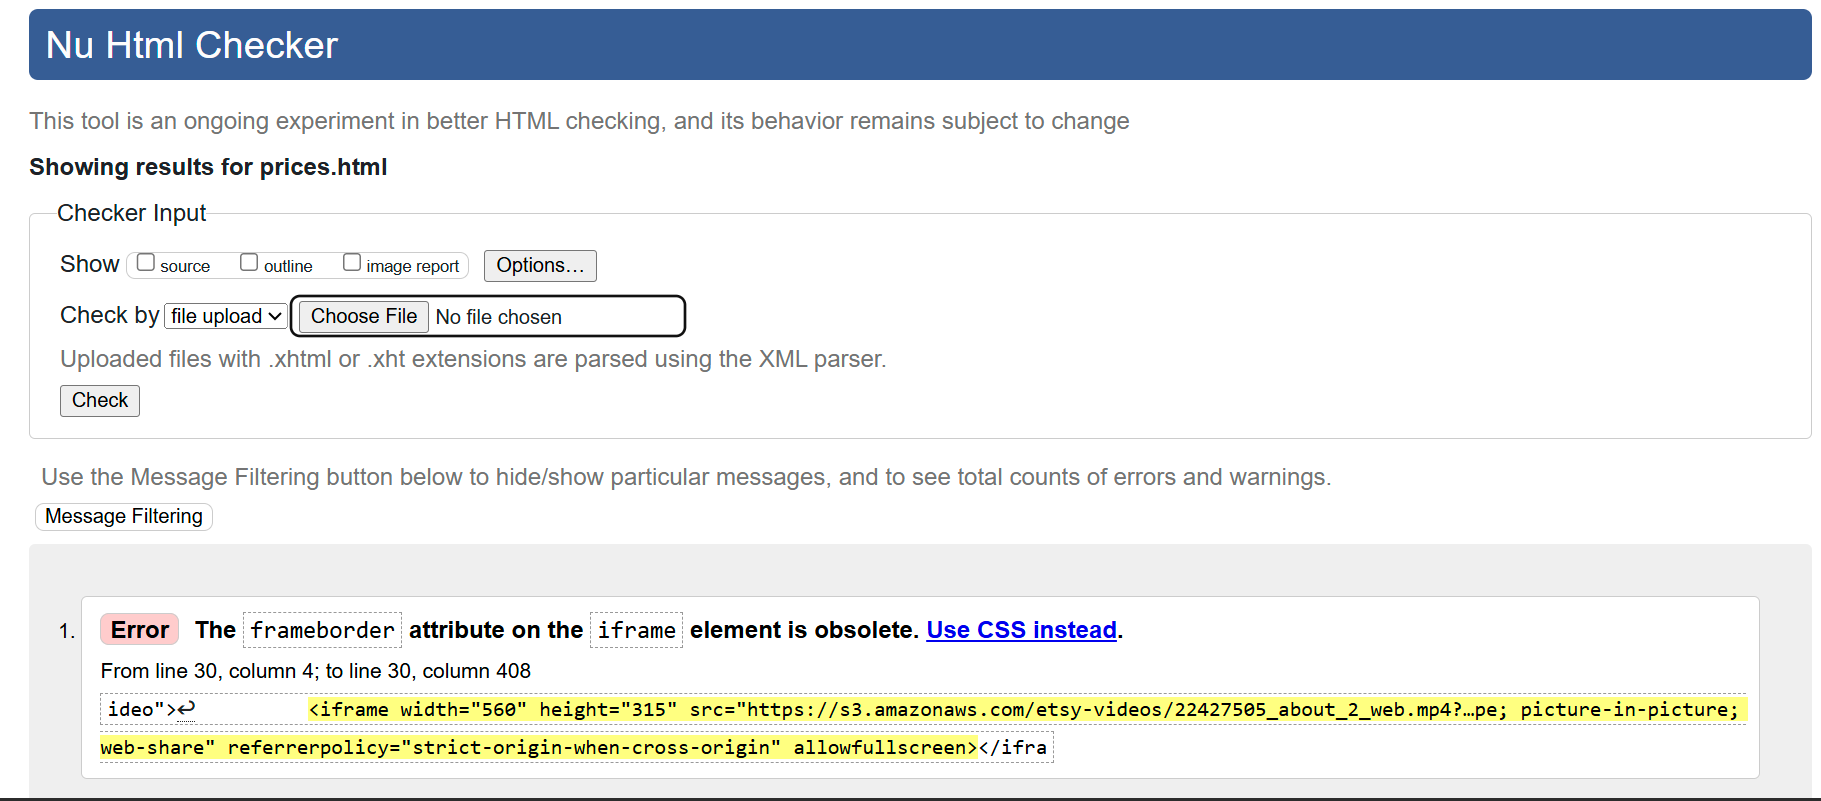 Nu Html Checker
This tool is an ongoing experiment in better HTML checking, and its behavior remains subject to change
Showing results for prices.html
Checker Input
Show source outline image report Options...
Check by file upload Choose File No file chosen
Uploaded files with .xhtml or .xht extensions are parsed using the XML parser.
Check
Use the Message Filtering button below to hide/show particular messages, and to see total counts of errors and warnings.
Message Filtering
1. Error The frameborder attribute on the iframe element is obsolete. Use CSS instead.
From line 30, column 4; to line 30, column 408
ideo">↩ <iframe width="560" height="315" src="https://s3.amazonaws.com/etsy-videos/22427505_about_2_web.mp4?…pe; picture-in-picture;
web-share" referrerpolicy="strict-origin-when-cross-origin" allowfullscreen></ifra